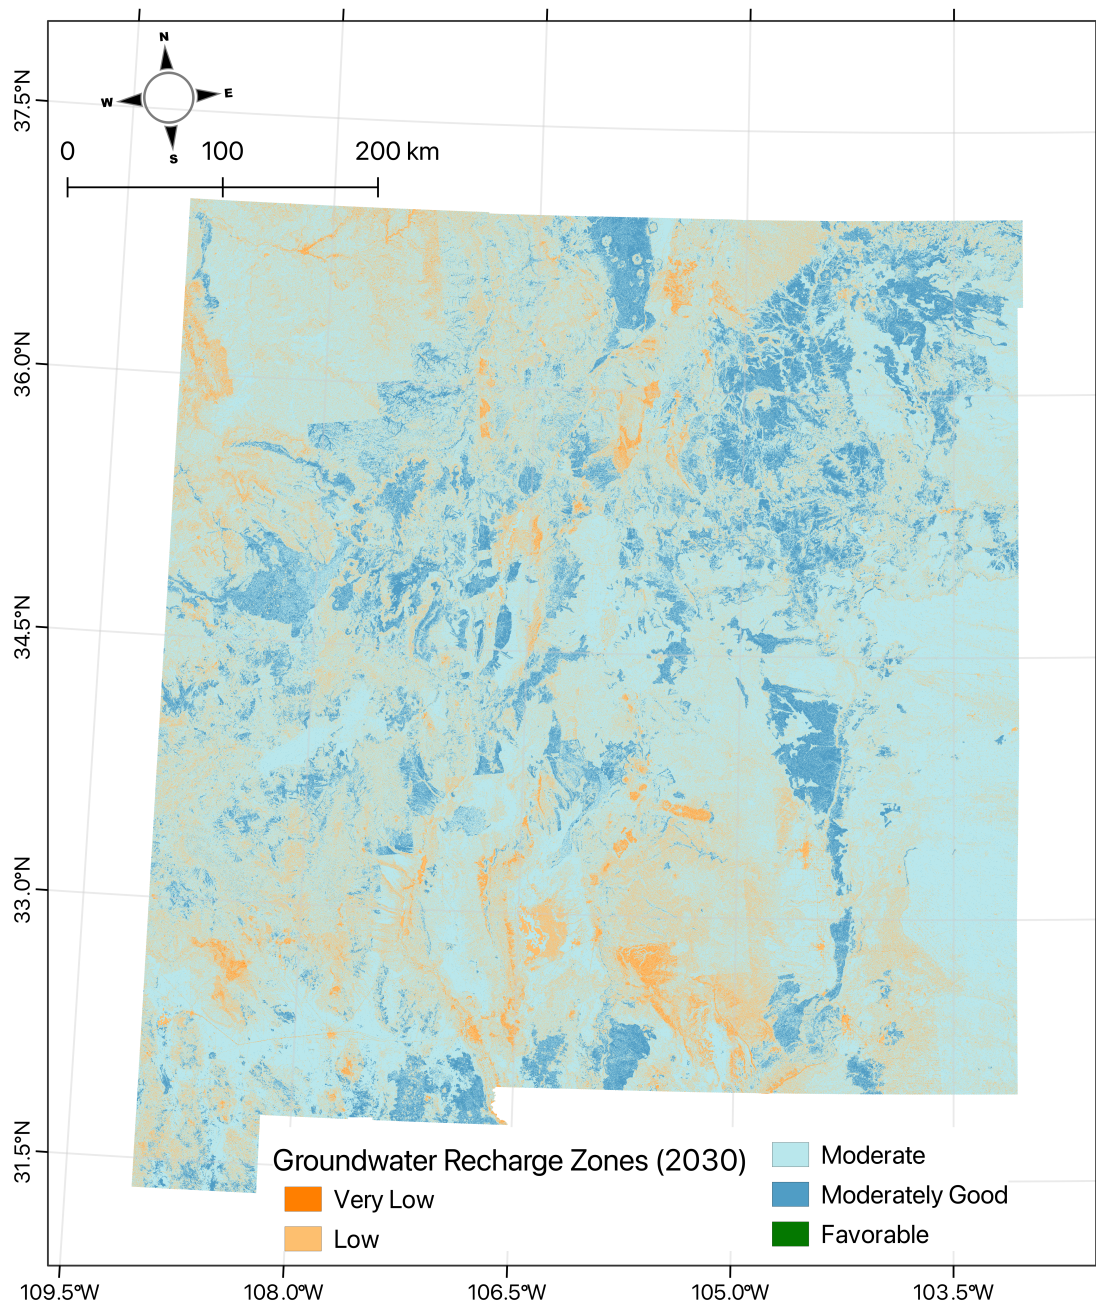 N
W E
S
0 100 200 km
37.5°N
36.0°N
34.5°N
33.0°N
31.5°N
Groundwater Recharge Zones (2030)
Very Low
Low
Moderate
Moderately Good
Favorable
109.5°W 108.0°W 106.5°W 105.0°W 103.5°W